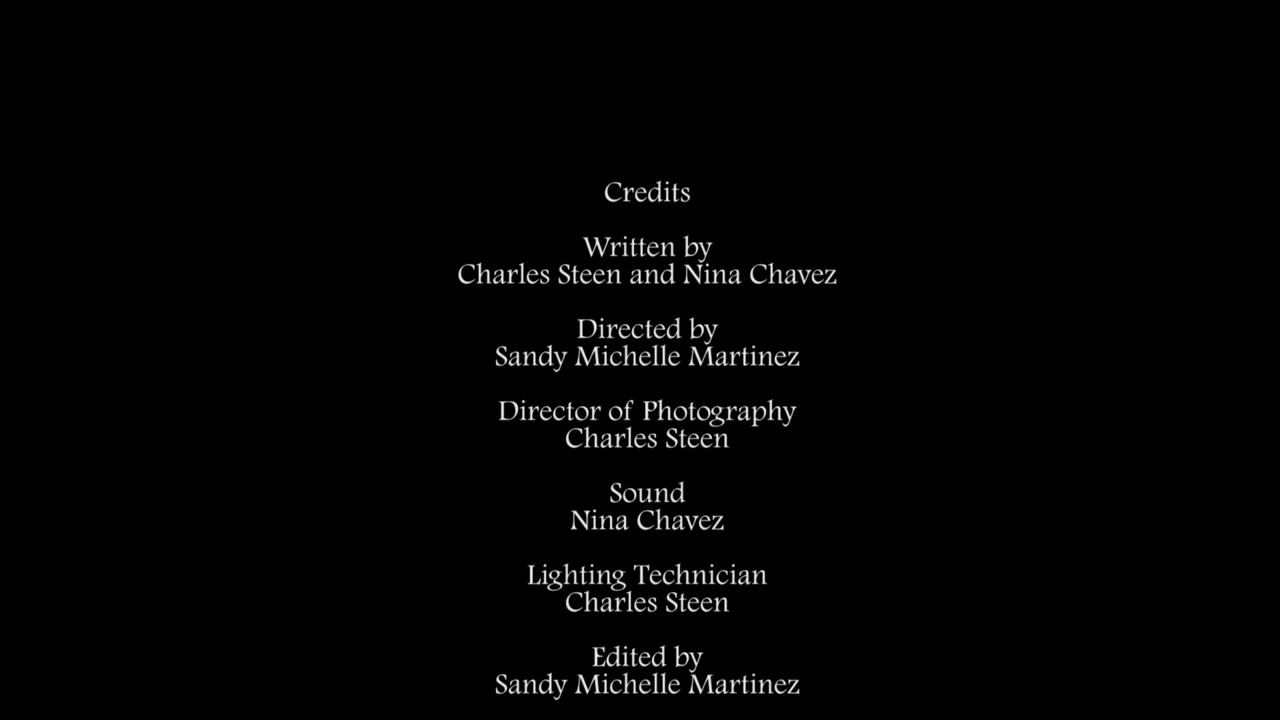 Credits
Written by
Charles Steen and Nina Chavez
Directed by
Sandy Michelle Martinez
Director of Photography
Charles Steen
Sound
Nina Chavez
Lighting Technician
Charles Steen
Edited by
Sandy Michelle Martinez